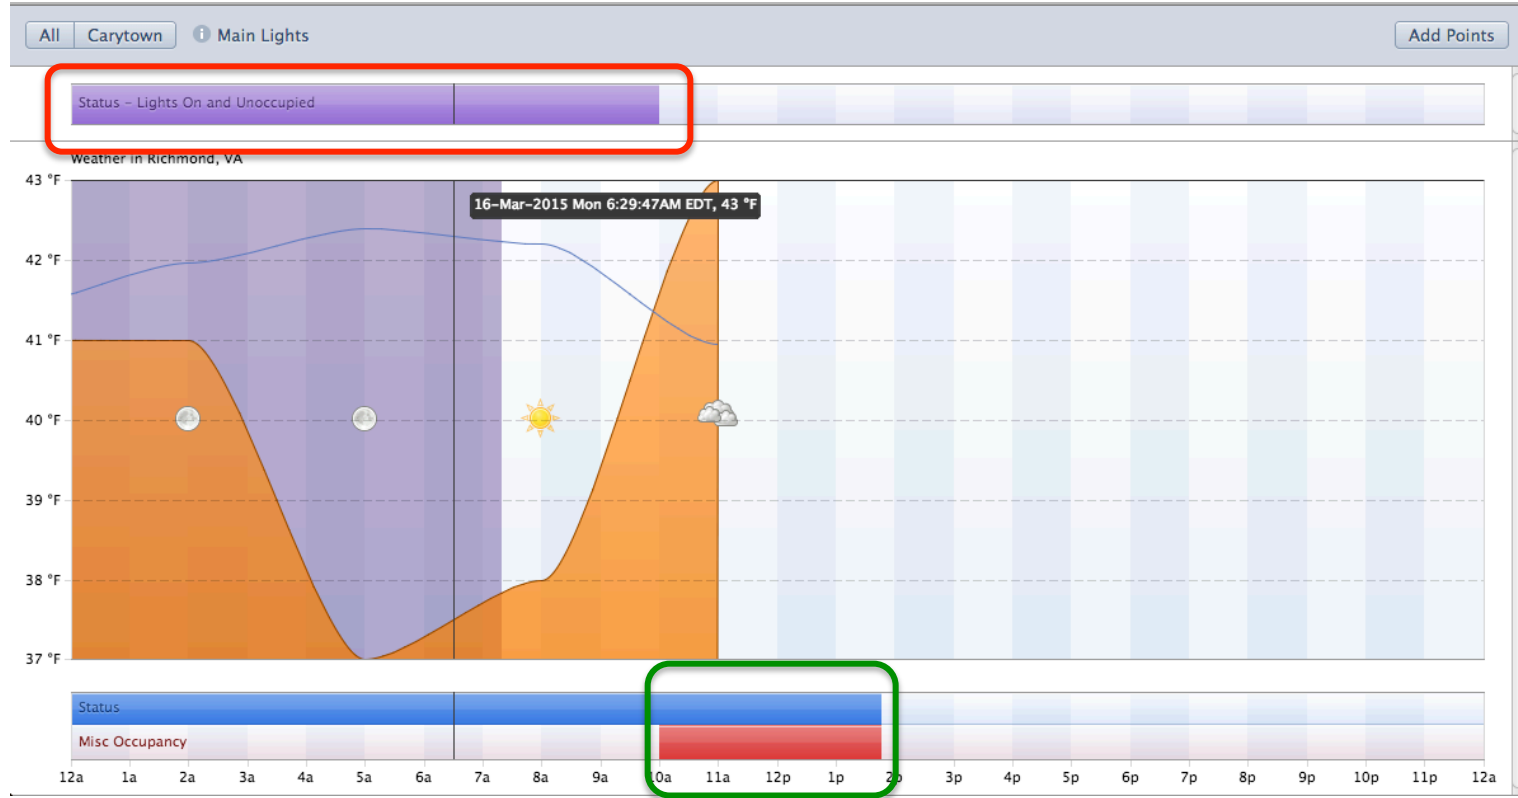 All Carytown Main Lights Add Points
Status – Lights On and Unoccupied
Weather in Richmond, VA
43 °F
16–Mar–2015 Mon 6:29:47AM EDT, 43 °F
42 °F
41 °F
40 °F
39 °F
38 °F
37 °F
Status
Misc Occupancy
12a 1a 2a 3a 4a 5a 6a 7a 8a 9a 10a 11a 12p 1p 2p 3p 4p 5p 6p 7p 8p 9p 10p 11p 12a